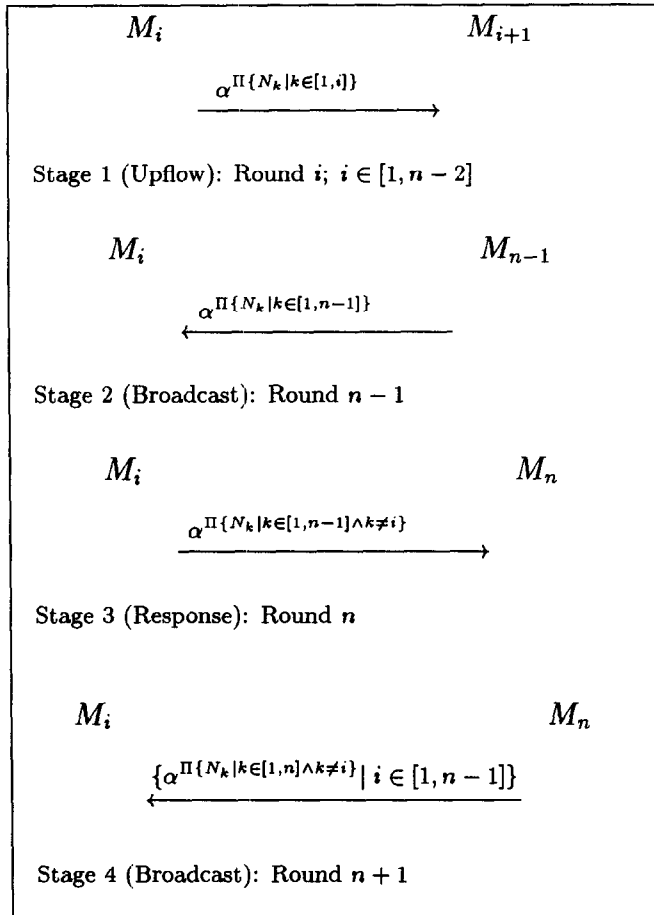 M_i M_{i+1}
α^{Π{N_k|k∈[1,i]}}
Stage 1 (Upflow): Round i; i ∈ [1, n − 2]
M_i M_{n−1}
α^{Π{N_k|k∈[1,n−1]}}
Stage 2 (Broadcast): Round n − 1
M_i M_n
α^{Π{N_k|k∈[1,n−1]∧k≠i}}
Stage 3 (Response): Round n
M_i M_n
{α^{Π{N_k|k∈[1,n]∧k≠i}}| i ∈ [1, n − 1]}
Stage 4 (Broadcast): Round n + 1